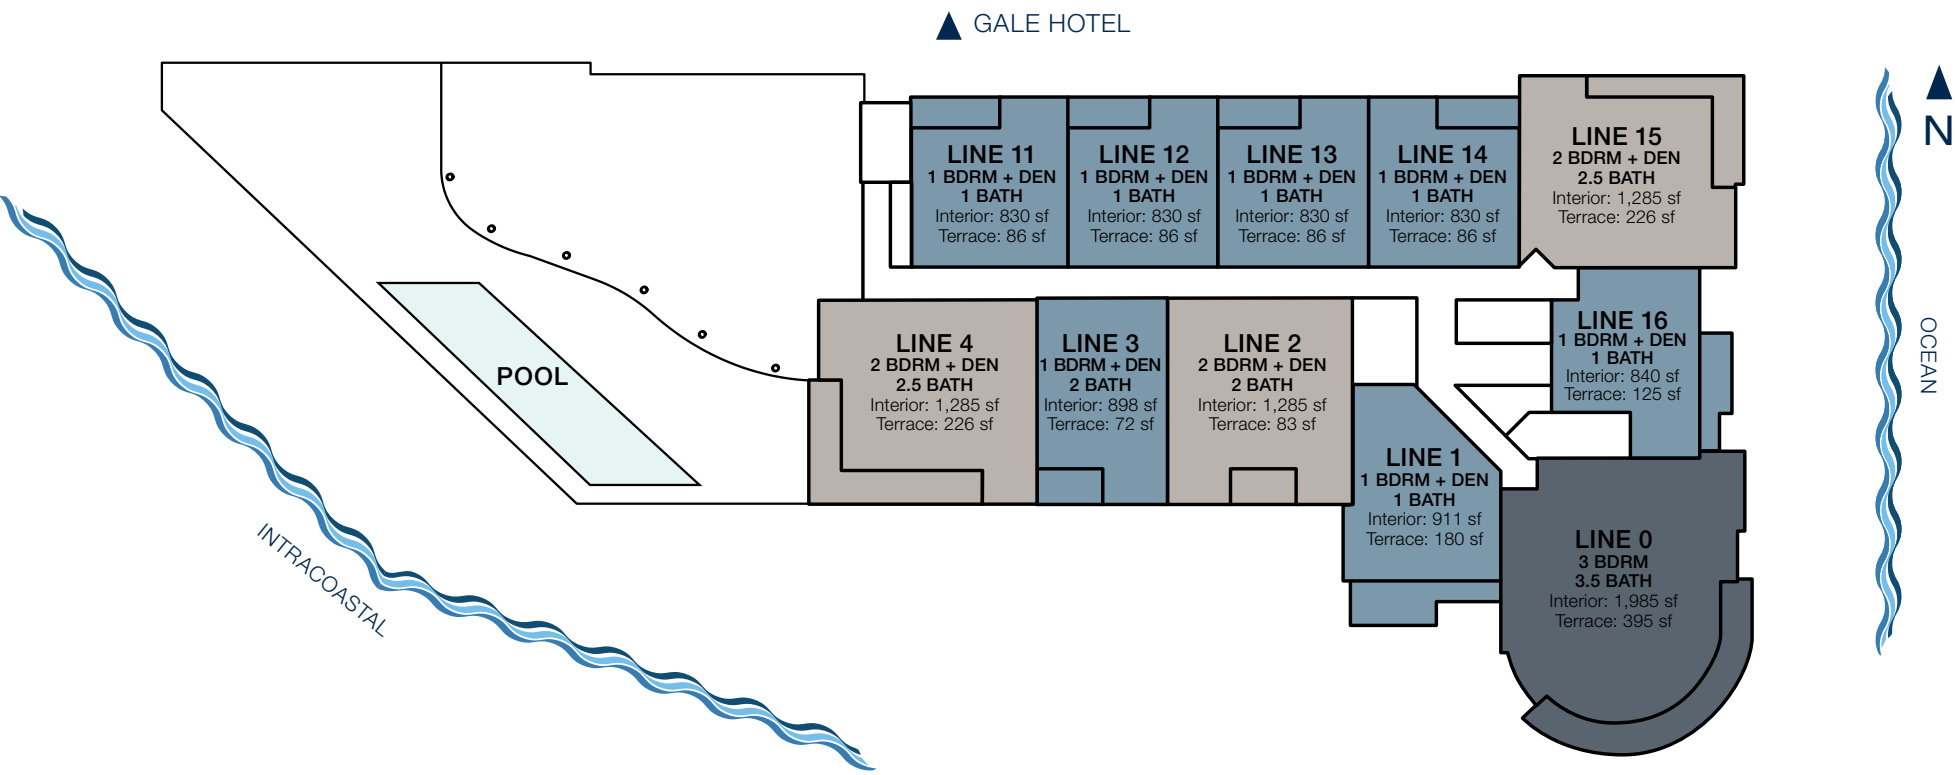 GALE HOTEL
N
LINE 11
1 BDRM + DEN
1 BATH
Interior: 830 sf
Terrace: 86 sf
LINE 12
1 BDRM + DEN
1 BATH
Interior: 830 sf
Terrace: 86 sf
LINE 13
1 BDRM + DEN
1 BATH
Interior: 830 sf
Terrace: 86 sf
LINE 14
1 BDRM + DEN
1 BATH
Interior: 830 sf
Terrace: 86 sf
LINE 15
2 BDRM + DEN
2.5 BATH
Interior: 1,285 sf
Terrace: 226 sf
LINE 16
1 BDRM + DEN
1 BATH
Interior: 840 sf
Terrace: 125 sf
OCEAN
POOL
LINE 4
2 BDRM + DEN
2.5 BATH
Interior: 1,285 sf
Terrace: 226 sf
LINE 3
1 BDRM + DEN
2 BATH
Interior: 898 sf
Terrace: 72 sf
LINE 2
2 BDRM + DEN
2 BATH
Interior: 1,285 sf
Terrace: 83 sf
LINE 1
1 BDRM + DEN
1 BATH
Interior: 911 sf
Terrace: 180 sf
LINE 0
3 BDRM
3.5 BATH
Interior: 1,985 sf
Terrace: 395 sf
INTRACOASTAL